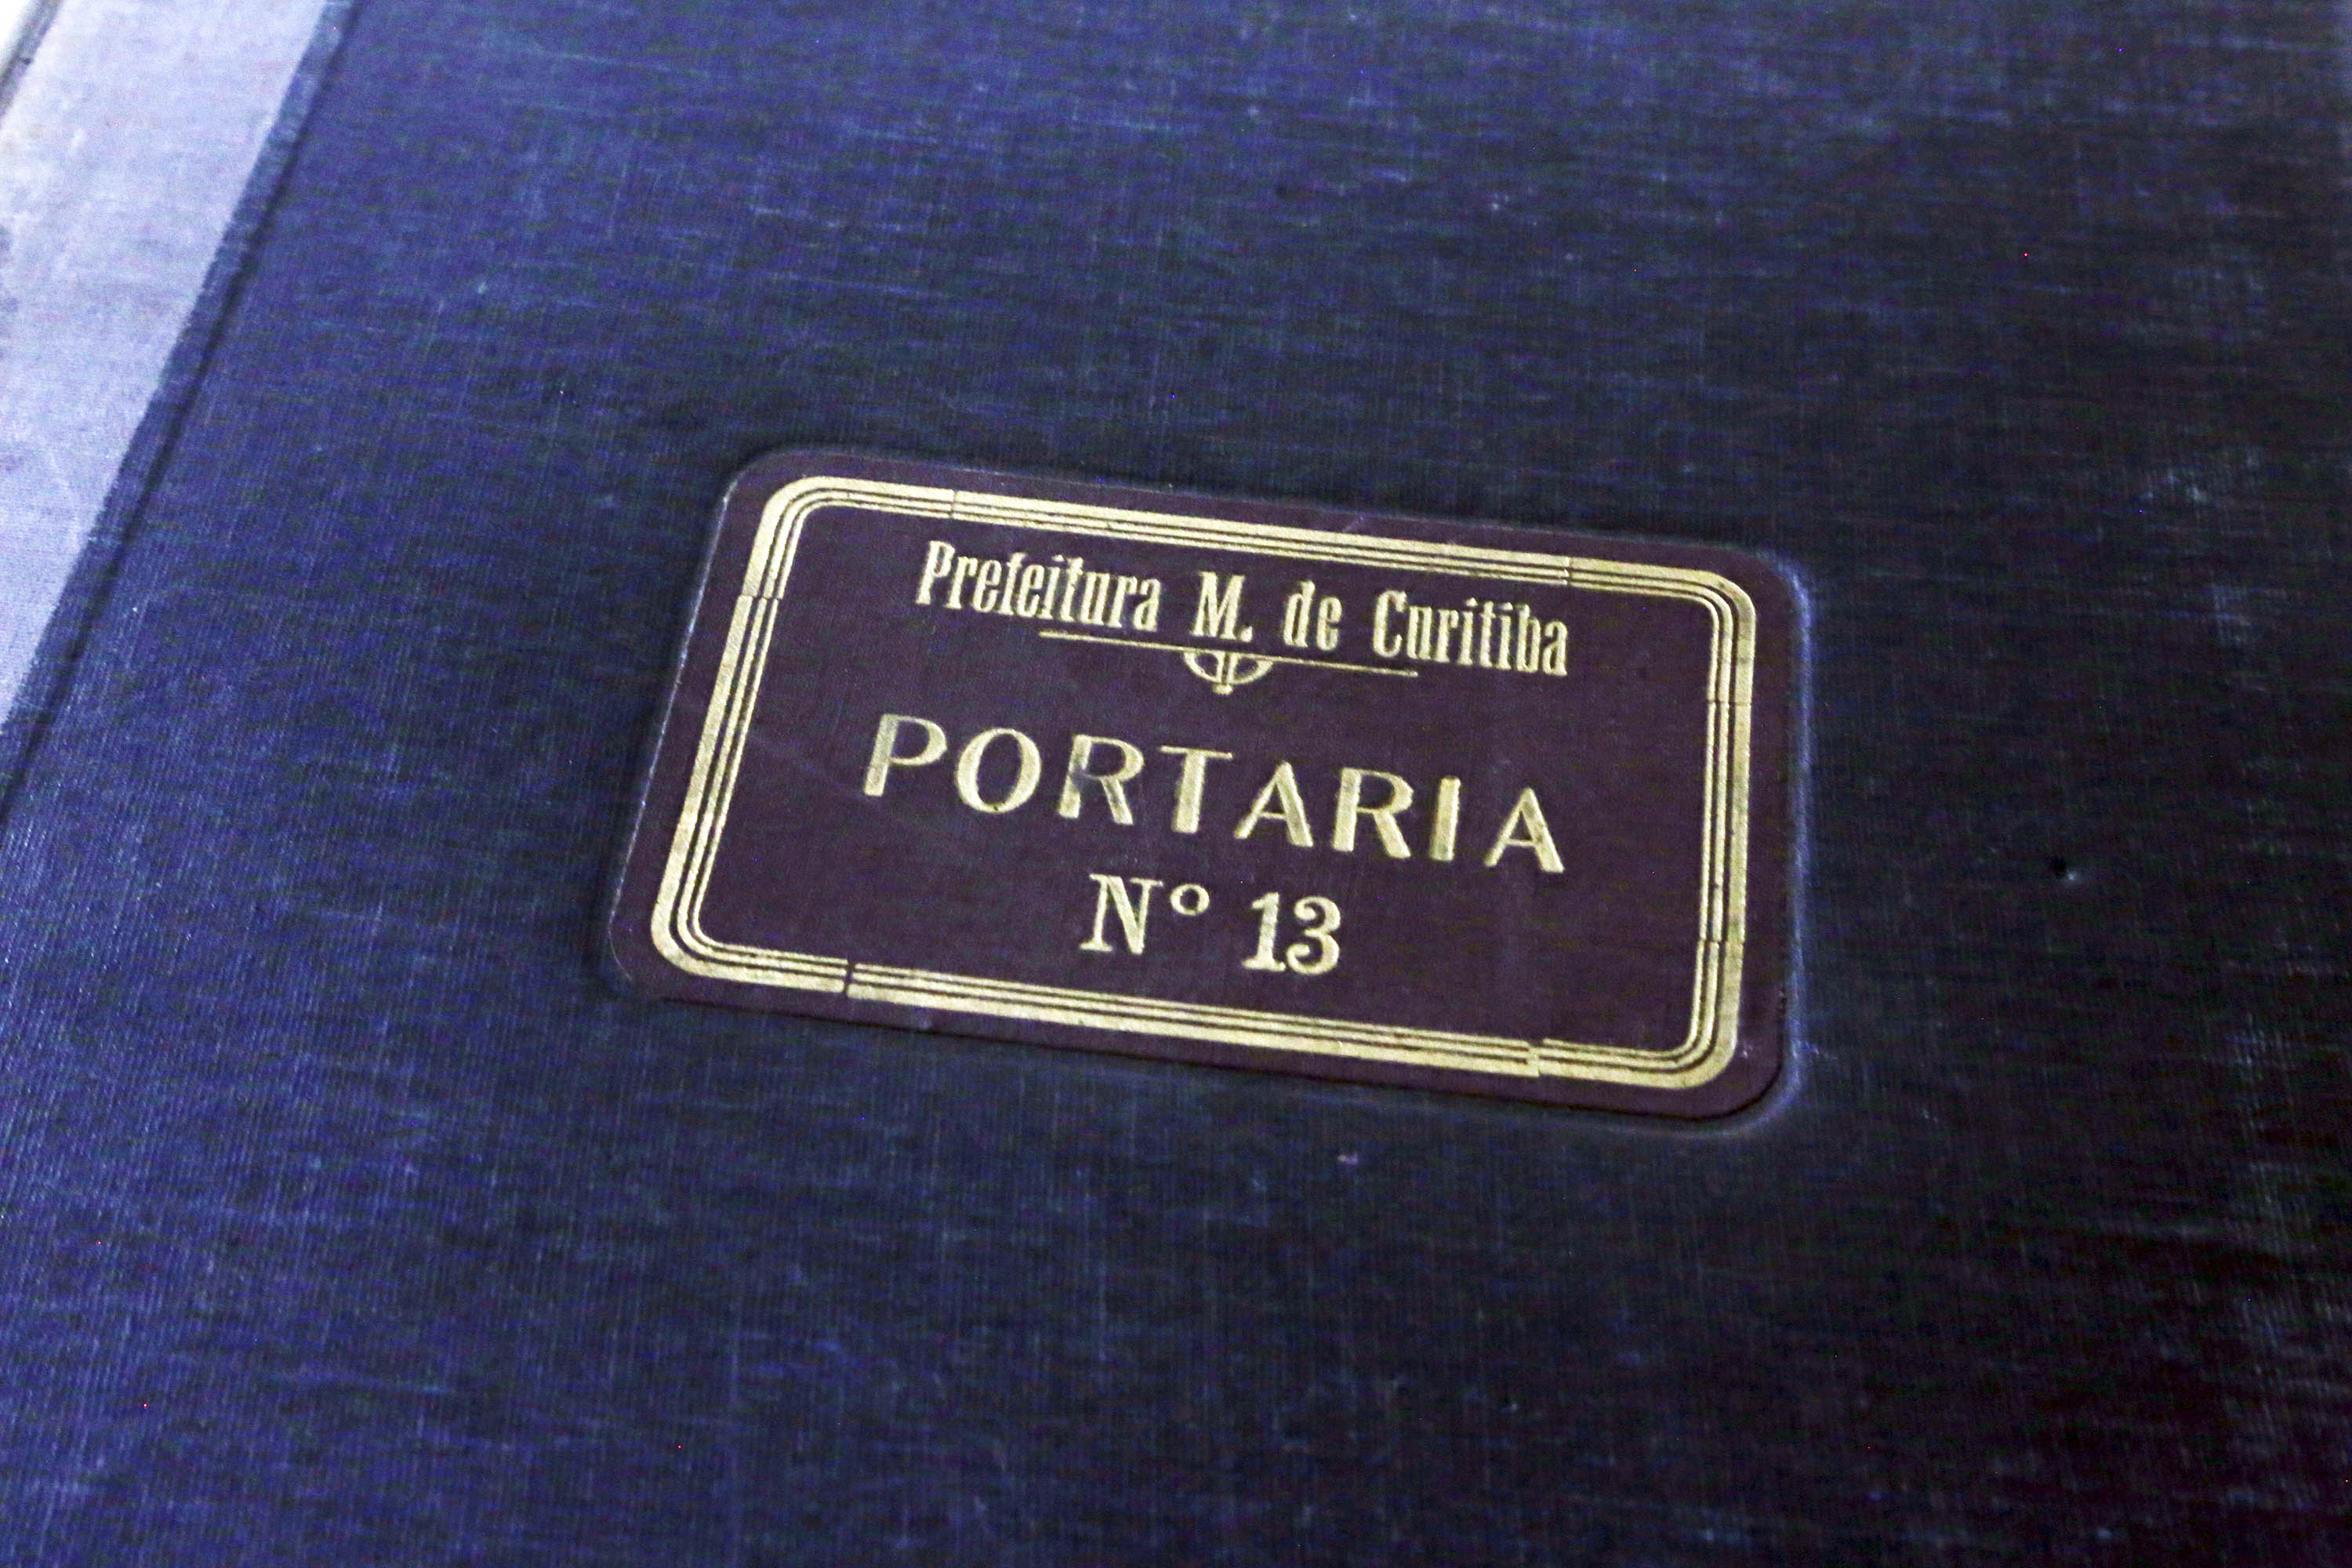 Prefeitura M. de Curitiba
PORTARIA
Nº 13